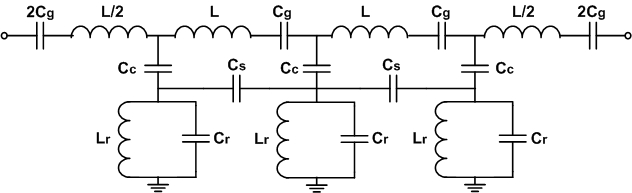 2Cg L/2 L Cg L Cg L/2 2Cg
Cc Cs Cc Cs Cc
Lr Cr Lr Cr Lr Cr